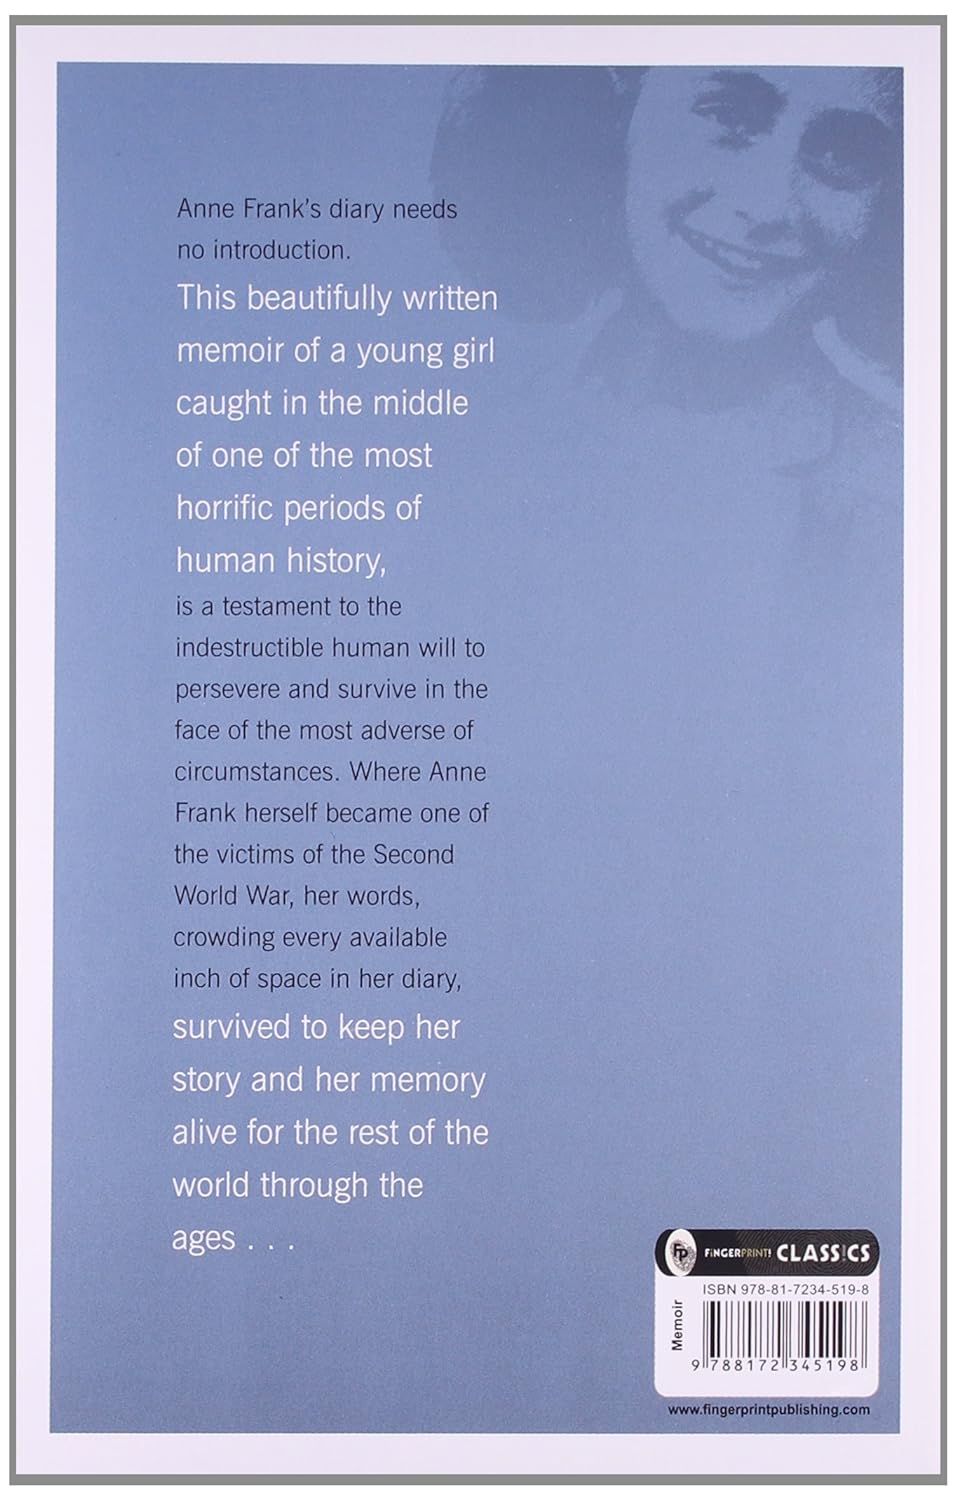 Anne Frank's diary needs
no introduction.
This beautifully written
memoir of a young girl
caught in the middle
of one of the most
horrific periods of
human history,
is a testament to the
indestructible human will to
persevere and survive in the
face of the most adverse of
circumstances. Where Anne
Frank herself became one of
the victims of the Second
World War, her words,
crowding every available
inch of space in her diary,
survived to keep her
story and her memory
alive for the rest of the
world through the
ages . . .
FP FiNGERPRINT! CLASS!CS
ISBN 978-81-7234-519-8
Memoir
9 788172 345198
www.fingerprintpublishing.com